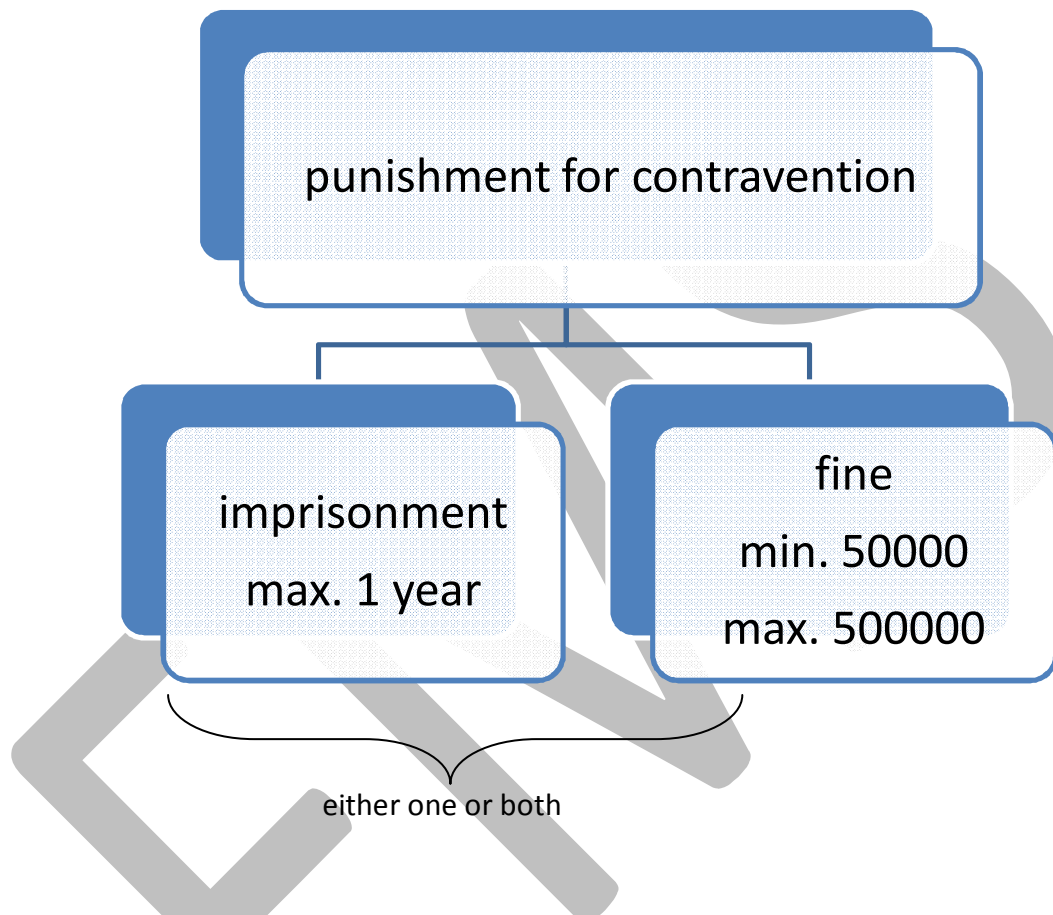 punishment for contravention
imprisonment
max. 1 year
fine
min. 50000
max. 500000
either one or both